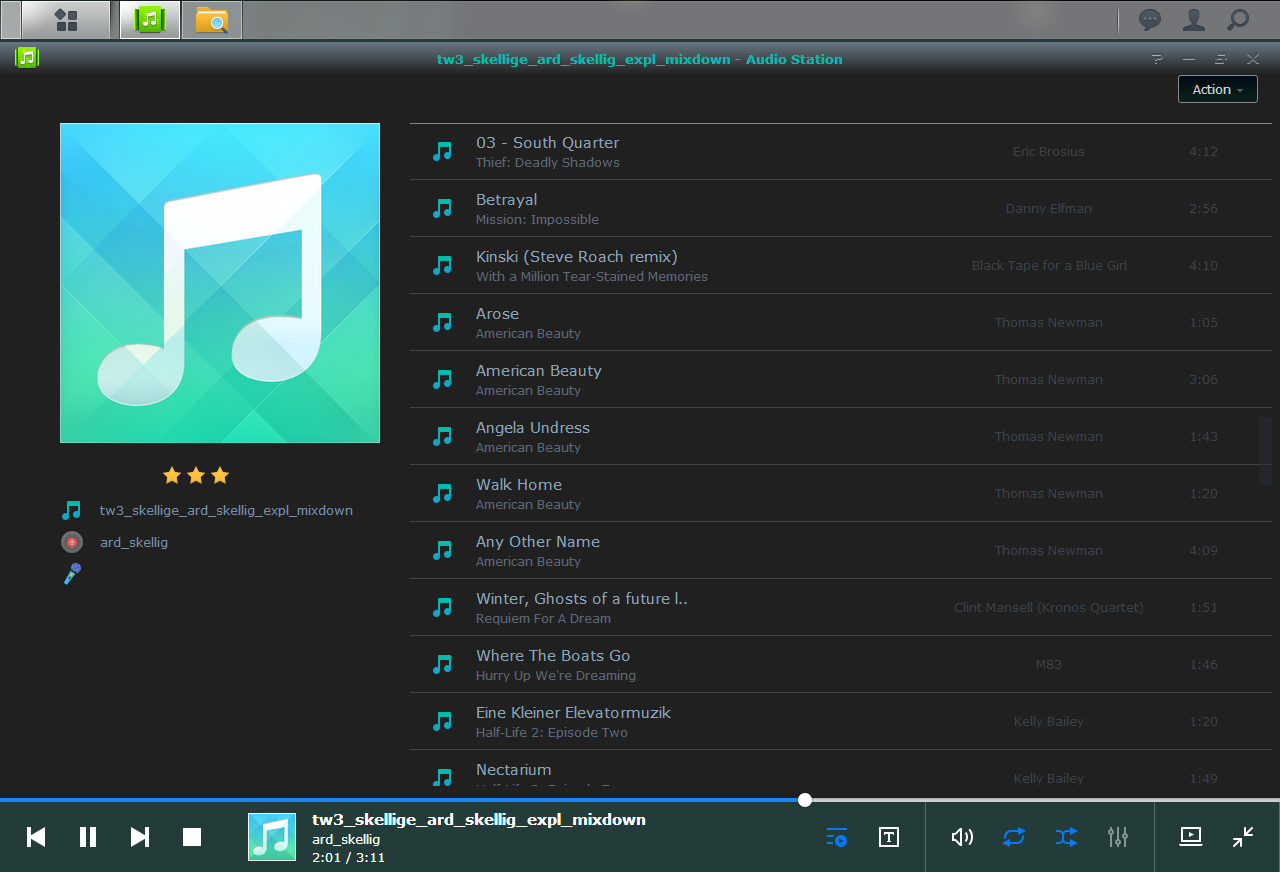 tw3_skellige_ard_skellig_expl_mixdown - Audio Station
Action
03 - South Quarter
Thief: Deadly Shadows
Eric Brosius
4:12
Betrayal
Mission: Impossible
Danny Elfman
2:56
Kinski (Steve Roach remix)
With a Million Tear-Stained Memories
Black Tape for a Blue Girl
4:10
Arose
American Beauty
Thomas Newman
1:05
American Beauty
American Beauty
Thomas Newman
3:06
Angela Undress
American Beauty
Thomas Newman
1:43
Walk Home
American Beauty
Thomas Newman
1:20
Any Other Name
American Beauty
Thomas Newman
4:09
Winter, Ghosts of a future l..
Requiem For A Dream
Clint Mansell (Kronos Quartet)
1:51
Where The Boats Go
Hurry Up We're Dreaming
M83
1:46
Eine Kleiner Elevatormuzik
Half-Life 2: Episode Two
Kelly Bailey
1:20
Nectarium
Kelly Bailey
1:49
tw3_skellige_ard_skellig_expl_mixdown
ard_skellig
tw3_skellige_ard_skellig_expl_mixdown
ard_skellig
2:01 / 3:11
T